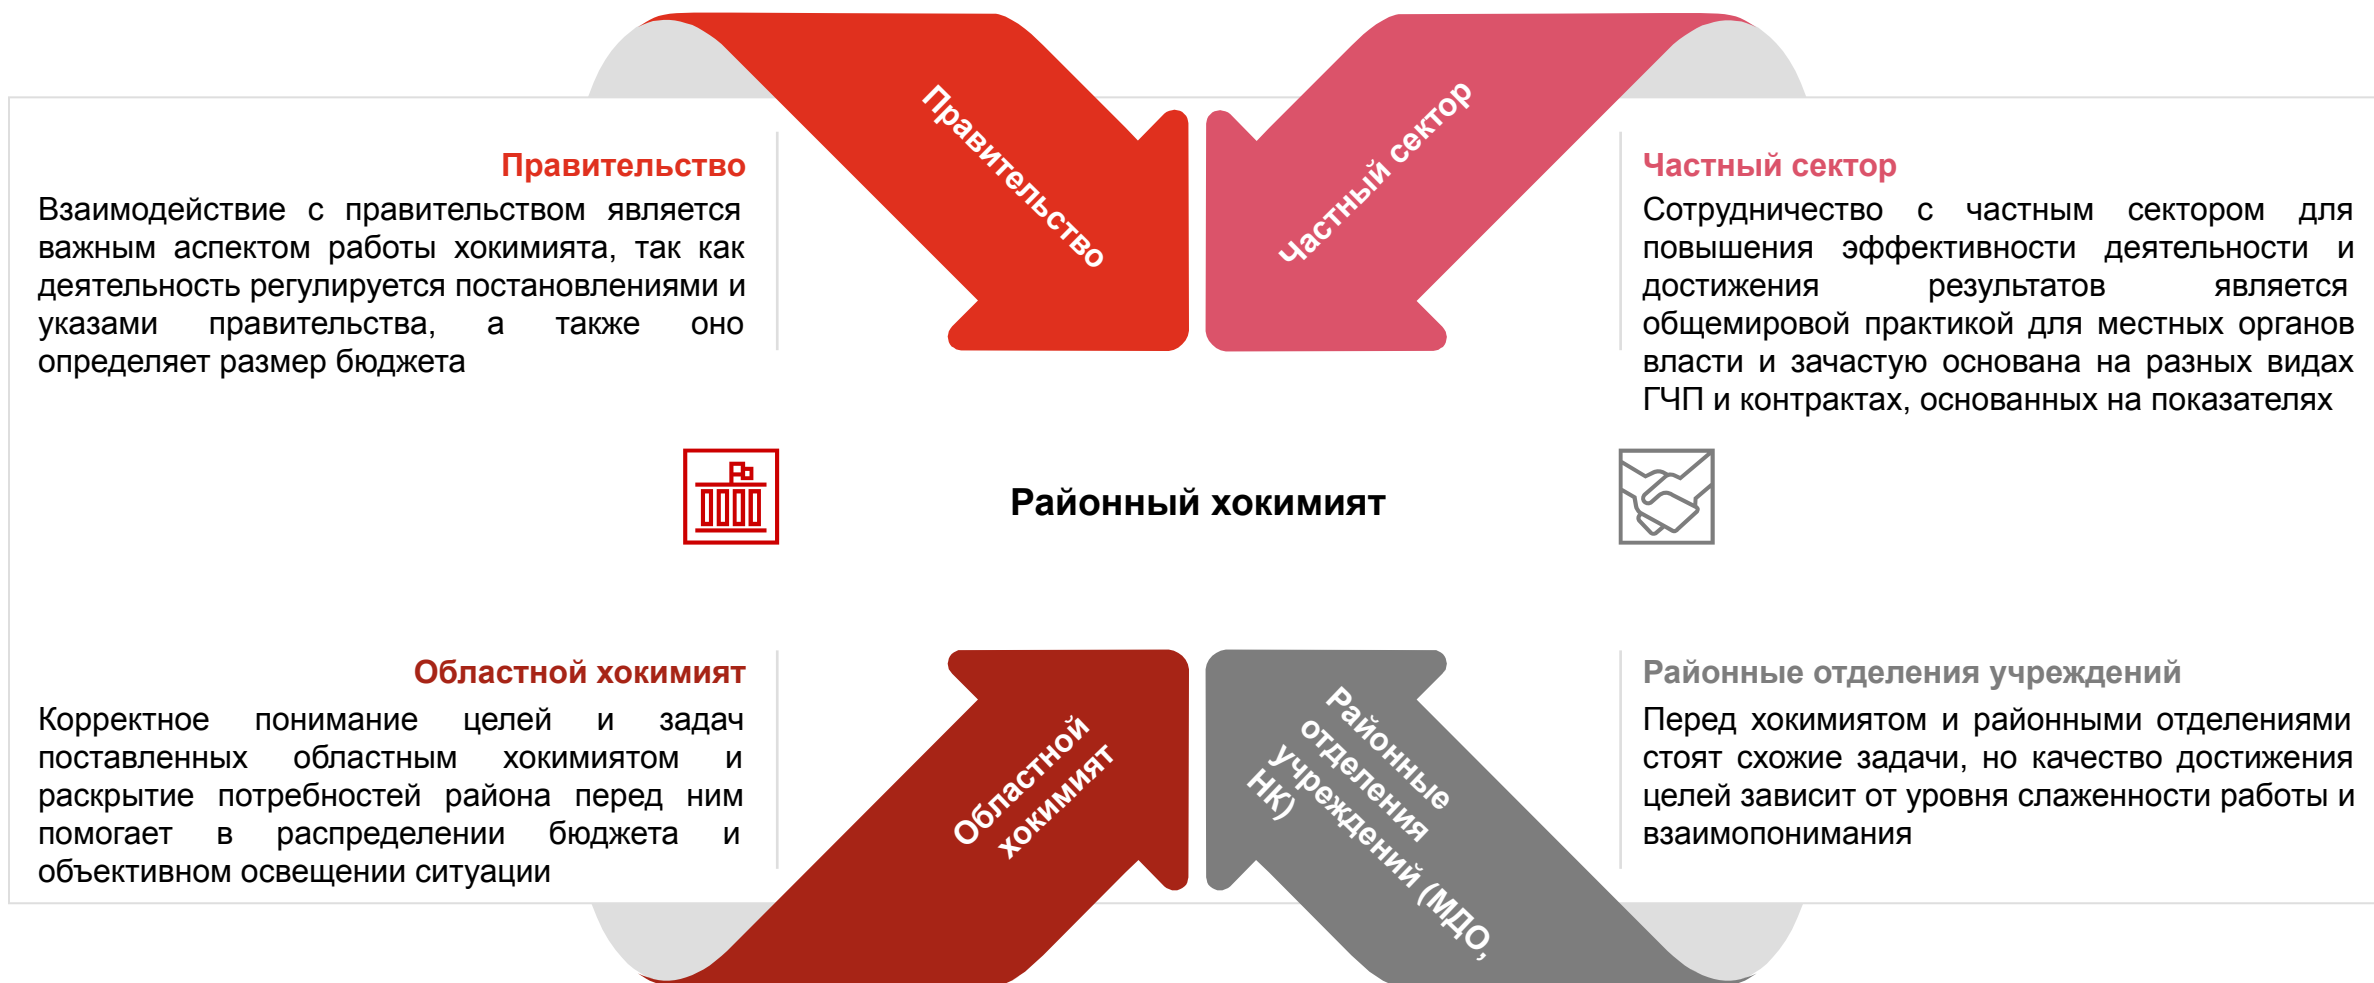 Правительство
Частный сектор
Правительство
Взаимодействие с правительством является
важным аспектом работы хокимията, так как
деятельность регулируется постановлениями и
указами правительства, а также оно
определяет размер бюджета
Частный сектор
Сотрудничество с частным сектором для
повышения эффективности деятельности и
достижения результатов является
общемировой практикой для местных органов
власти и зачастую основана на разных видах
ГЧП и контрактах, основанных на показателях
Районный хокимият
Областной хокимият
Корректное понимание целей и задач
поставленных областным хокимиятом и
раскрытие потребностей района перед ним
помогает в распределении бюджета и
объективном освещении ситуации
Областной
хокимият
Районные
отделения
учреждений (МДО,
НК)
Районные отделения учреждений
Перед хокимиятом и районными отделениями
стоят схожие задачи, но качество достижения
целей зависит от уровня слаженности работы и
взаимопонимания